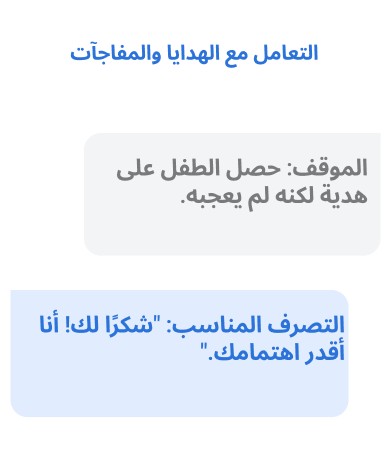 التعامل مع الهدايا والمفاجآت
الموقف: حصل الطفل على
هدية لكنه لم يعجبه.
التصرف المناسب: "شكرًا لك! أنا
أقدر اهتمامك."